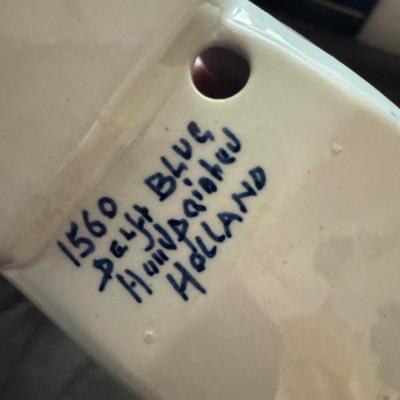 1560
DELft BLUE
HandPainted
HOLLAND